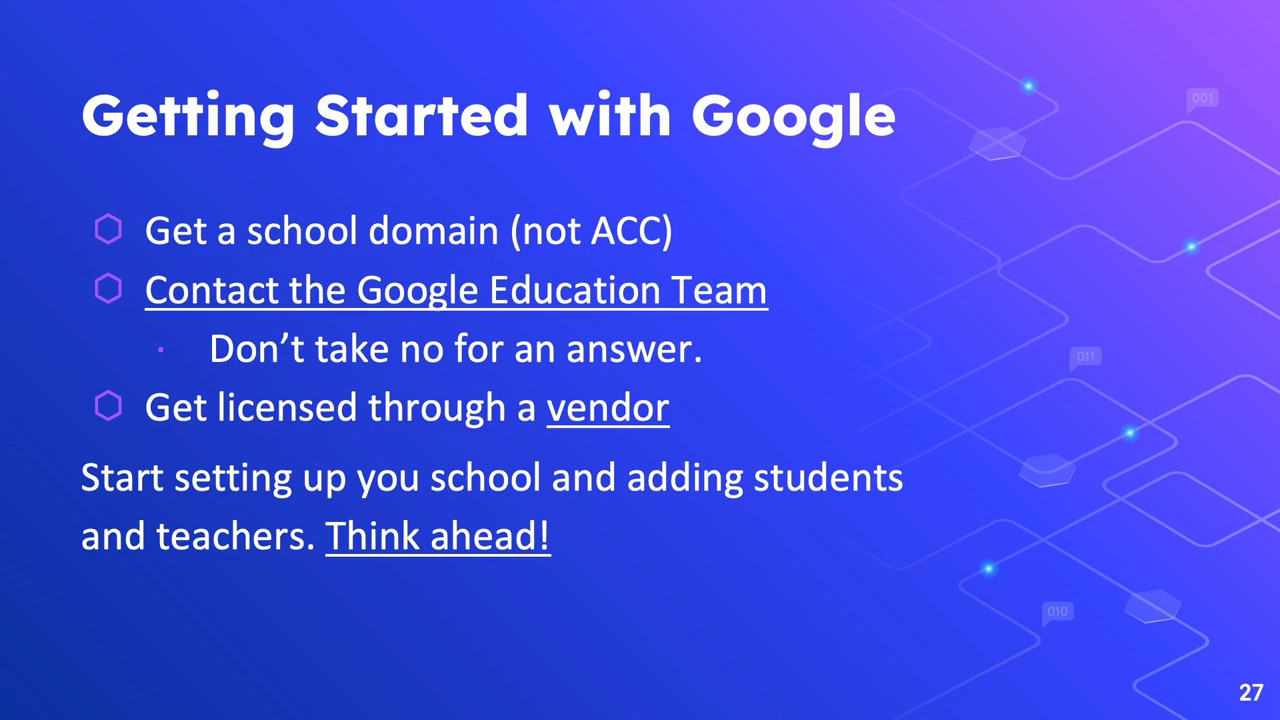 Getting Started with Google
001
Get a school domain (not ACC)
Contact the Google Education Team
Don’t take no for an answer.
011
Get licensed through a vendor
Start setting up you school and adding students
and teachers. Think ahead!
010
27